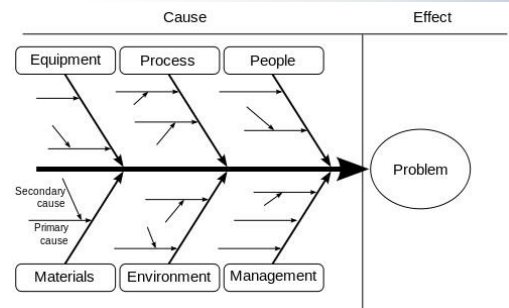 Cause
Effect
Equipment
Process
People
Problem
Secondary
cause
Primary
cause
Materials
Environment
Management